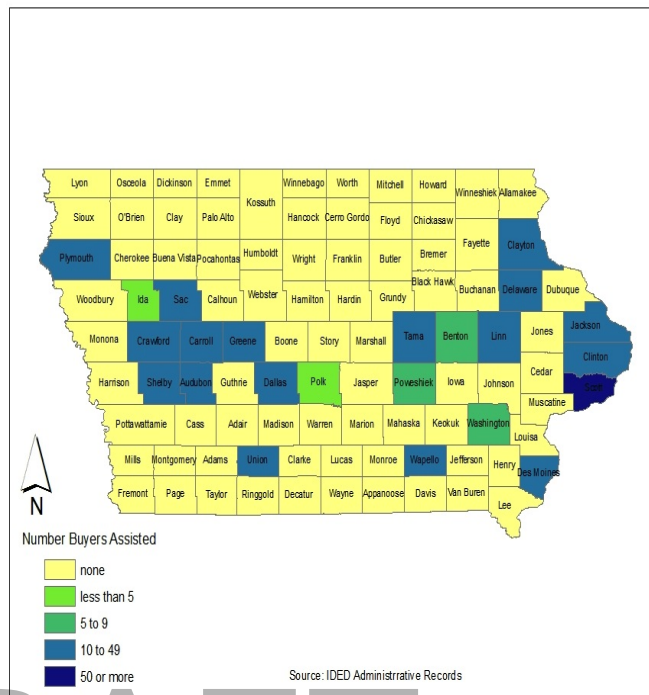 Lyon Osceola Dickinson Emmet Winnebago Worth Mitchell Howard Winneshiek Allamakee
Kossuth
Sioux O'Brien Clay Palo Alto Hancock Cerro Gordo Floyd Chickasaw
Fayette Clayton
Plymouth Cherokee Buena Vista Pocahontas Humboldt Wright Franklin Butler Bremer
Woodbury Ida Sac Calhoun Webster Hamilton Hardin Grundy Black Hawk Buchanan Delaware Dubuque
Monona Crawford Carroll Greene Boone Story Marshall Tama Benton Linn Jones Jackson
Clinton
Harrison Shelby Audubon Guthrie Dallas Polk Jasper Poweshiek Iowa Johnson Cedar Scott
Muscatine
Pottawattamie Cass Adair Madison Warren Marion Mahaska Keokuk Washington Louisa
Mills Montgomery Adams Union Clarke Lucas Monroe Wapello Jefferson Henry Des Moines
Fremont Page Taylor Ringgold Decatur Wayne Appanoose Davis Van Buren Lee
N
Number Buyers Assisted
none
less than 5
5 to 9
10 to 49
50 or more
Source: IDED Administrrative Records